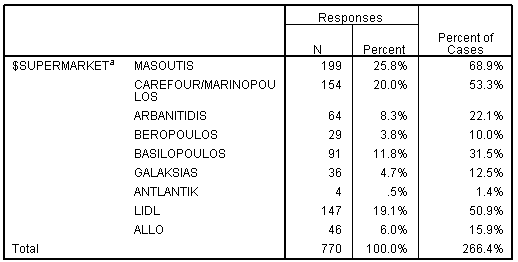 Responses
N Percent Percent of Cases
$SUPERMARKETa MASOUTIS 199 25.8% 68.9%
CAREFOUR/MARINOPOU
LOS 154 20.0% 53.3%
ARBANITIDIS 64 8.3% 22.1%
BEROPOULOS 29 3.8% 10.0%
BASILOPOULOS 91 11.8% 31.5%
GALAKSIAS 36 4.7% 12.5%
ANTLANTIK 4 .5% 1.4%
LIDL 147 19.1% 50.9%
ALLO 46 6.0% 15.9%
Total 770 100.0% 266.4%